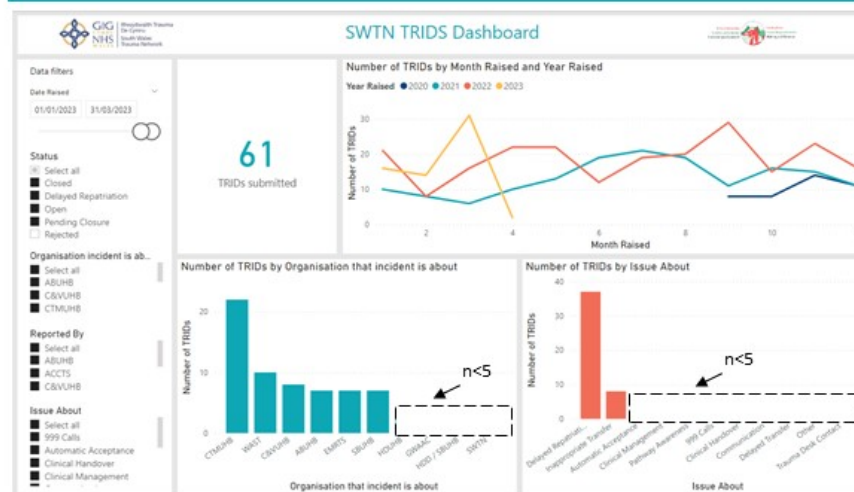 GIG
NHS
WALES
Rhwydwaith Trauma
De Cymru
South Wales
Trauma Network
SWTN TRIDS Dashboard
Data filters
Date Raised
01/01/2023 31/03/2023
Status
Select all
Closed
Delayed Repatriation
Open
Pending Closure
Rejected
Organisation incident is ab...
Select all
ABUHB
C&VUHB
CTMUHB
Reported By
Select all
ABUHB
ACCTS
C&VUHB
Issue About
Select all
999 Calls
Automatic Acceptance
Clinical Handover
Clinical Management
61
TRIDs submitted
Number of TRIDs by Month Raised and Year Raised
Year Raised 2020 2021 2022 2023
Number of TRIDs
30
20
10
0
2 4 6 8 10
Month Raised
Number of TRIDs by Organisation that incident is about
Number of TRIDs
20
10
0
n<5
CTMUHB
WAST
C&VUHB
ABUHB
EMRTS
SBUHB
HDUHB
GWAAC
HDD / SBUHB
SWTN
Organisation that incident is about
Number of TRIDs by Issue About
Number of TRIDs
40
30
20
10
0
n<5
Delayed Repatriati...
Inappropriate Transfer
Automatic Acceptance
Clinical Management
Pathway Awareness
999 Calls
Clinical Handover
Communication
Delayed Transfer
Other
Trauma Desk Contact
Issue About